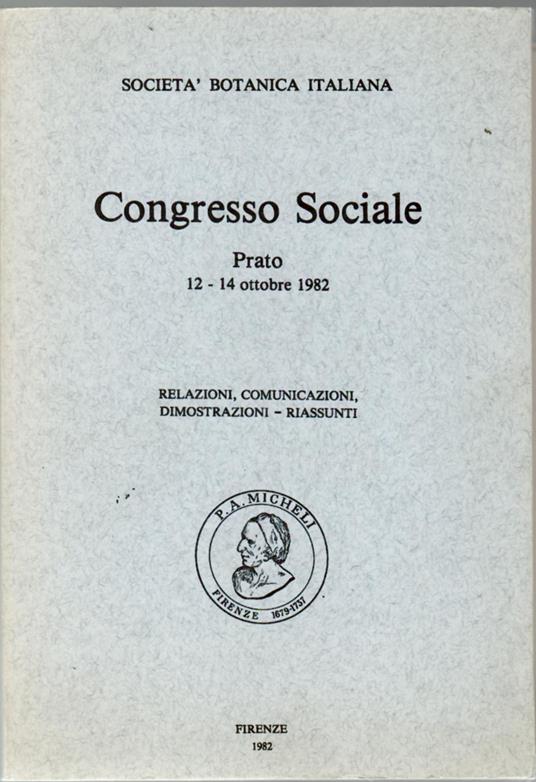 SOCIETA' BOTANICA ITALIANA
Congresso Sociale
Prato
12 - 14 ottobre 1982
RELAZIONI, COMUNICAZIONI,
DIMOSTRAZIONI - RIASSUNTI
P. A. MICHELI
FIRENZE 1679-1737
FIRENZE
1982